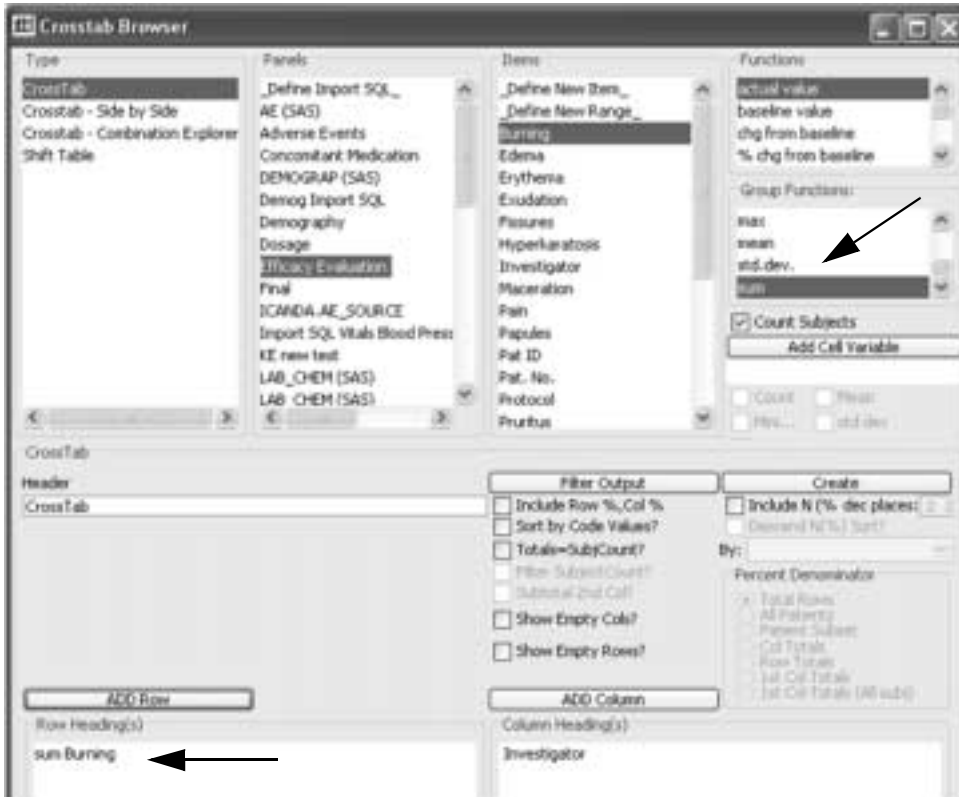 Crosstab Browser
Type
CrossTab
Crosstab - Side by Side
Crosstab - Combination Explorer
Shift Table
Panels
_Define Import SQL_
AE (SAS)
Adverse Events
Concomitant Medication
DEMOGRAP (SAS)
Demog Import SQL
Demography
Dosage
Efficacy Evaluation
Final
ICANDA.AE_SOURCE
Import SQL Vitals Blood Press
KE new test
LAB_CHEM (SAS)
LAB_CHEM (SAS)
Items
_Define New Item_
_Define New Range_
Burning
Edema
Erythema
Exudation
Fissures
Hyperkaratosis
Investigator
Maceration
Pain
Papules
Pat ID
Pat. No.
Protocol
Pruritus
Functions
actual value
baseline value
chg from baseline
% chg from baseline
Group Functions:
max
mean
std.dev.
sum
Count Subjects
Add Cell Variable
Count
Mean
Min...
std dev
CrossTab
Header
CrossTab
Filter Output
Include Row %,Col %
Sort by Code Values?
Totals=SubjCount?
Filter Subject Count?
Subtotal 2nd Col?
Show Empty Cols?
Show Empty Rows?
Create
Include N (% dec places:
Descend N(%) Sort?
By:
Percent Denominator
Total Rows
All Patients
Patient Subset
Col Totals
Row Totals
1st Col Totals
1st Col Totals (All subs)
ADD Row
ADD Column
Row Heading(s)
sum Burning
Column Heading(s)
Investigator